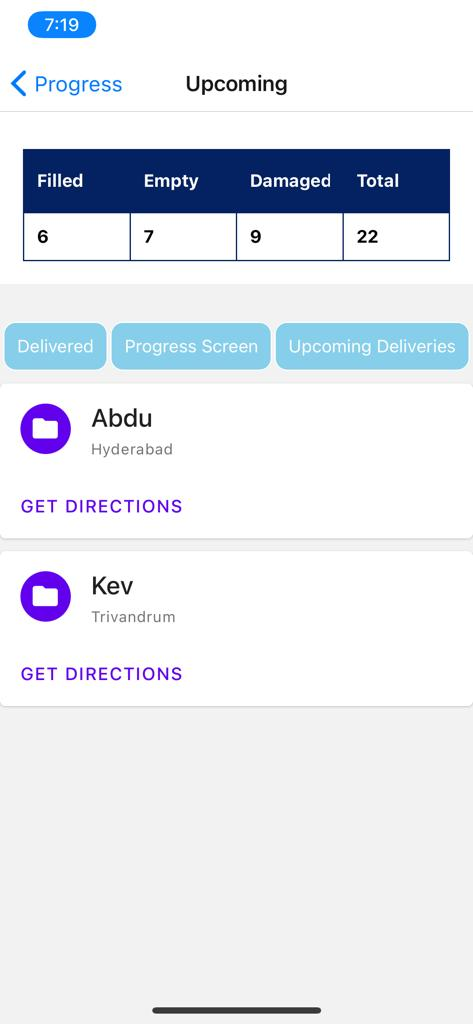 7:19
Progress
Upcoming
Filled Empty Damaged Total
6 7 9 22
Delivered Progress Screen Upcoming Deliveries
Abdu
Hyderabad
GET DIRECTIONS
Kev
Trivandrum
GET DIRECTIONS